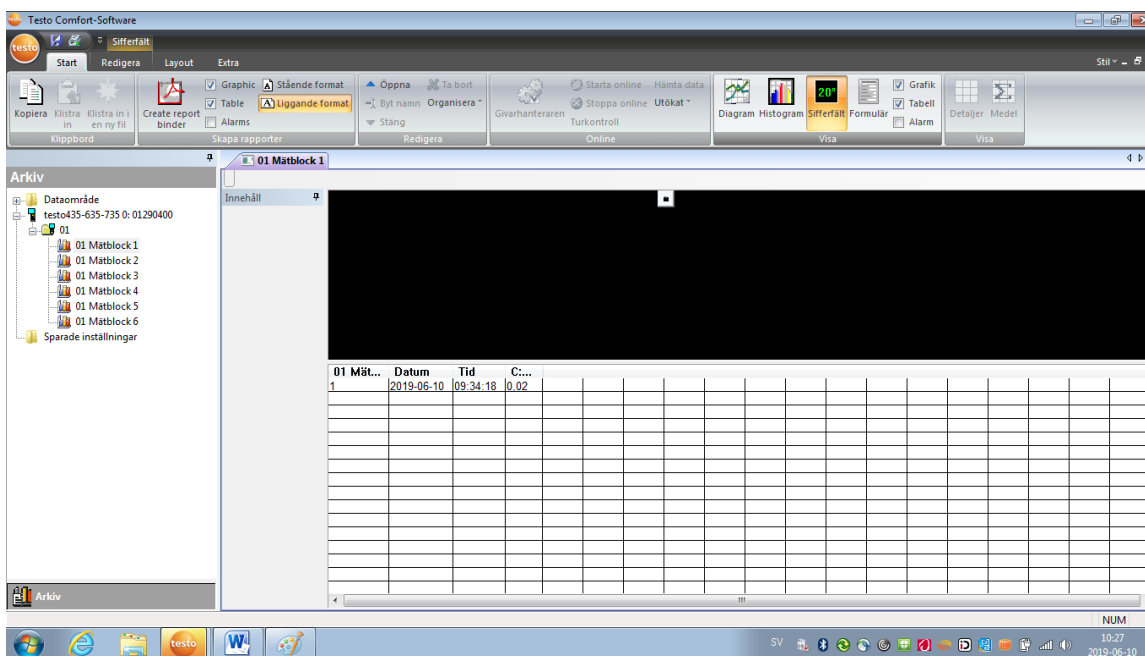 Testo Comfort-Software
testo
Sifferfält
Start Redigera Layout Extra Stil
Kopiera Klistra in Klistra in i en ny fil
Klippbord
Create report binder
Graphic A Stående format
Table A Liggande format
Alarms
Skapa rapporter
Öppna Ta bort
Byt namn Organisera
Stäng
Redigera
Givarhanteraren
Starta online Hämta data
Stoppa online Utökat
Turkontroll
Online
Diagram Histogram 20° Sifferfält Formulär
Grafik
Tabell
Alarm
Visa
Detaljer Medel
Visa
01 Mätblock 1
Arkiv
Innehåll
Dataområde
testo435-635-735 0: 01290400
01
01 Mätblock 1
01 Mätblock 2
01 Mätblock 3
01 Mätblock 4
01 Mätblock 5
01 Mätblock 6
Sparade inställningar
01 Mät... Datum Tid C:...
1 2019-06-10 09:34:18 0,02
Arkiv
NUM
testo
W
SV
10:27
2019-06-10